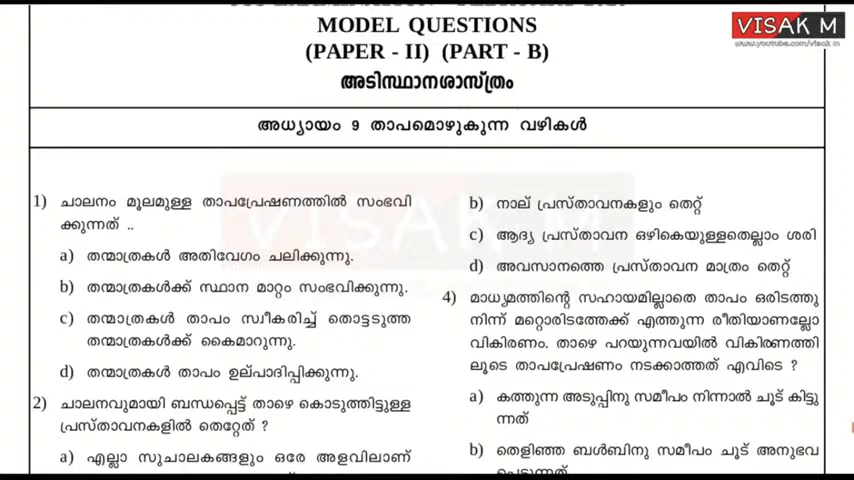 VISAK M
www.youtube.com/visak m
MODEL QUESTIONS
(PAPER - II) (PART - B)
അടിസ്ഥാനശാസ്ത്രം
അധ്യായം 9 താപമൊഴുകുന്ന വഴികൾ
VISAK M
1) ചാലനം മൂലമുള്ള താപപ്രേഷണത്തിൽ സംഭവി
ക്കുന്നത് ..
a) തന്മാത്രകൾ അതിവേഗം ചലിക്കുന്നു.
b) തന്മാത്രകൾക്ക് സ്ഥാന മാറ്റം സംഭവിക്കുന്നു.
c) തന്മാത്രകൾ താപം സ്വീകരിച്ച് തൊട്ടടുത്ത
തന്മാത്രകൾക്ക് കൈമാറുന്നു.
d) തന്മാത്രകൾ താപം ഉല്പാദിപ്പിക്കുന്നു.
2) ചാലനവുമായി ബന്ധപ്പെട്ട് താഴെ കൊടുത്തിട്ടുള്ള
പ്രസ്താവനകളിൽ തെറ്റേത് ?
a) എല്ലാ സുചാലകങ്ങളും ഒരേ അളവിലാണ്
b) നാല് പ്രസ്താവനകളും തെറ്റ്
c) ആദ്യ പ്രസ്താവന ഒഴികെയുള്ളതെല്ലാം ശരി
d) അവസാനത്തെ പ്രസ്താവന മാത്രം തെറ്റ്
4) മാധ്യമത്തിന്റെ സഹായമില്ലാതെ താപം ഒരിടത്തു
നിന്ന് മറ്റൊരിടത്തേക്ക് എത്തുന്ന രീതിയാണല്ലോ
വികിരണം. താഴെ പറയുന്നവയിൽ വികിരണത്തി
ലൂടെ താപപ്രേഷണം നടക്കാത്തത് എവിടെ ?
a) കത്തുന്ന അടുപ്പിനു സമീപം നിന്നാൽ ചൂട് കിട്ടു
ന്നത്
b) തെളിഞ്ഞ ബൾബിനു സമീപം ചൂട് അനുഭവ
പ്പെടുന്നത്